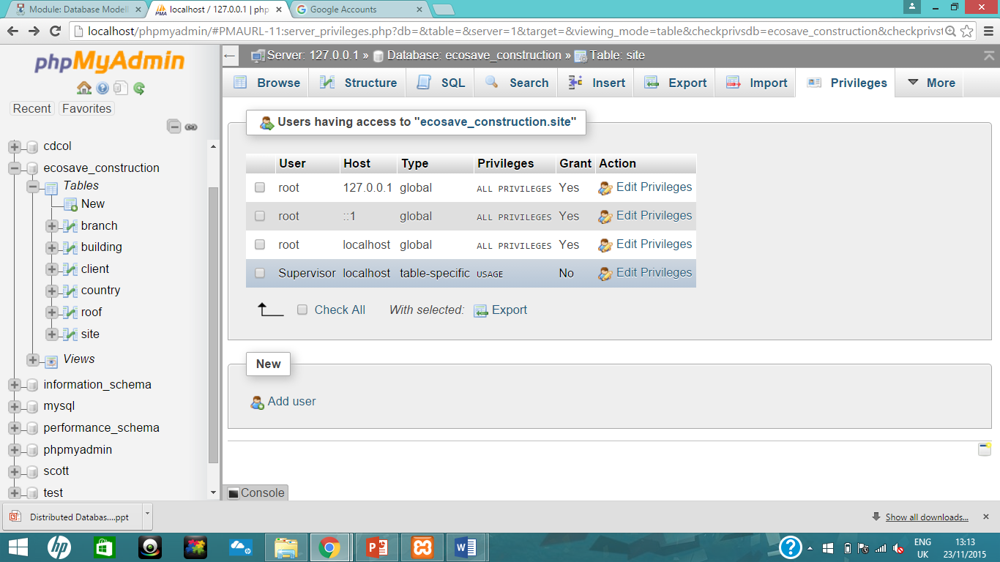 Module: Database Modell
localhost / 127.0.0.1 | php
Google Accounts
localhost/phpmyadmin/#PMAURL-11:server_privileges.php?db=&table=&server=1&target=&viewing_mode=table&checkprivsdb=ecosave_construction&checkprivst
phpMyAdmin
Recent Favorites
cdcol
ecosave_construction
Tables
New
branch
building
client
country
roof
site
Views
information_schema
mysql
performance_schema
phpmyadmin
scott
test
Server: 127.0.0.1 » Database: ecosave_construction » Table: site
Browse Structure SQL Search Insert Export Import Privileges More
Users having access to "ecosave_construction.site"
User Host Type Privileges Grant Action
root 127.0.0.1 global ALL PRIVILEGES Yes Edit Privileges
root ::1 global ALL PRIVILEGES Yes Edit Privileges
root localhost global ALL PRIVILEGES Yes Edit Privileges
Supervisor localhost table-specific USAGE No Edit Privileges
Check All With selected: Export
New
Add user
Console
Distributed Databas....ppt
Show all downloads...
ENG 13:13
UK 23/11/2015